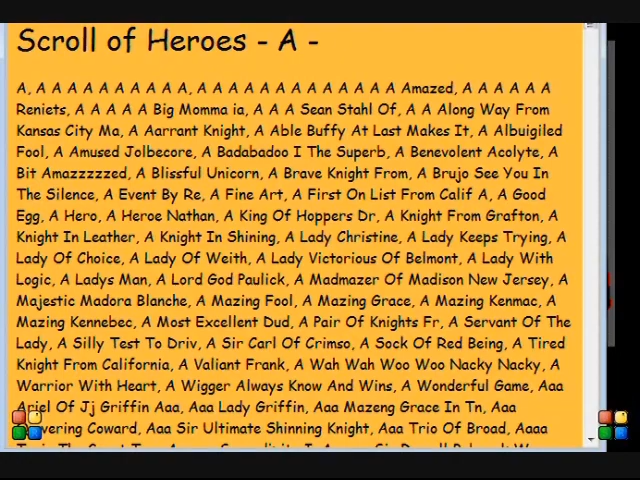 Scroll of Heroes - A -
A, A A A A A A A A A A, A A A A A A A A A A A A A Amazed, A A A A A A
Reniets, A A A A A Big Momma ia, A A A Sean Stahl Of, A A Along Way From
Kansas City Ma, A Aarrant Knight, A Able Buffy At Last Makes It, A Albuigiled
Fool, A Amused Jolbecore, A Badabadoo I The Superb, A Benevolent Acolyte, A
Bit Amazzzzzed, A Blissful Unicorn, A Brave Knight From, A Brujo See You In
The Silence, A Event By Re, A Fine Art, A First On List From Calif A, A Good
Egg, A Hero, A Heroe Nathan, A King Of Hoppers Dr, A Knight From Grafton, A
Knight In Leather, A Knight In Shining, A Lady Christine, A Lady Keeps Trying, A
Lady Of Choice, A Lady Of Weith, A Lady Victorious Of Belmont, A Lady With
Logic, A Ladys Man, A Lord God Paulick, A Madmazer Of Madison New Jersey, A
Majestic Madora Blanche, A Mazing Fool, A Mazing Grace, A Mazing Kenmac, A
Mazing Kennebec, A Most Excellent Dud, A Pair Of Knights Fr, A Servant Of The
Lady, A Silly Test To Driv, A Sir Carl Of Crimso, A Sock Of Red Being, A Tired
Knight From California, A Valiant Frank, A Wah Wah Woo Woo Nacky Nacky, A
Warrior With Heart, A Wigger Always Know And Wins, A Wonderful Game, Aaa
Ariel Of Jj Griffin Aaa, Aaa Lady Griffin, Aaa Mazeng Grace In Tn, Aaa
Coward, Aaa Sir Ultimate Shinning Knight, Aaa Trio Of Broad, Aaaa